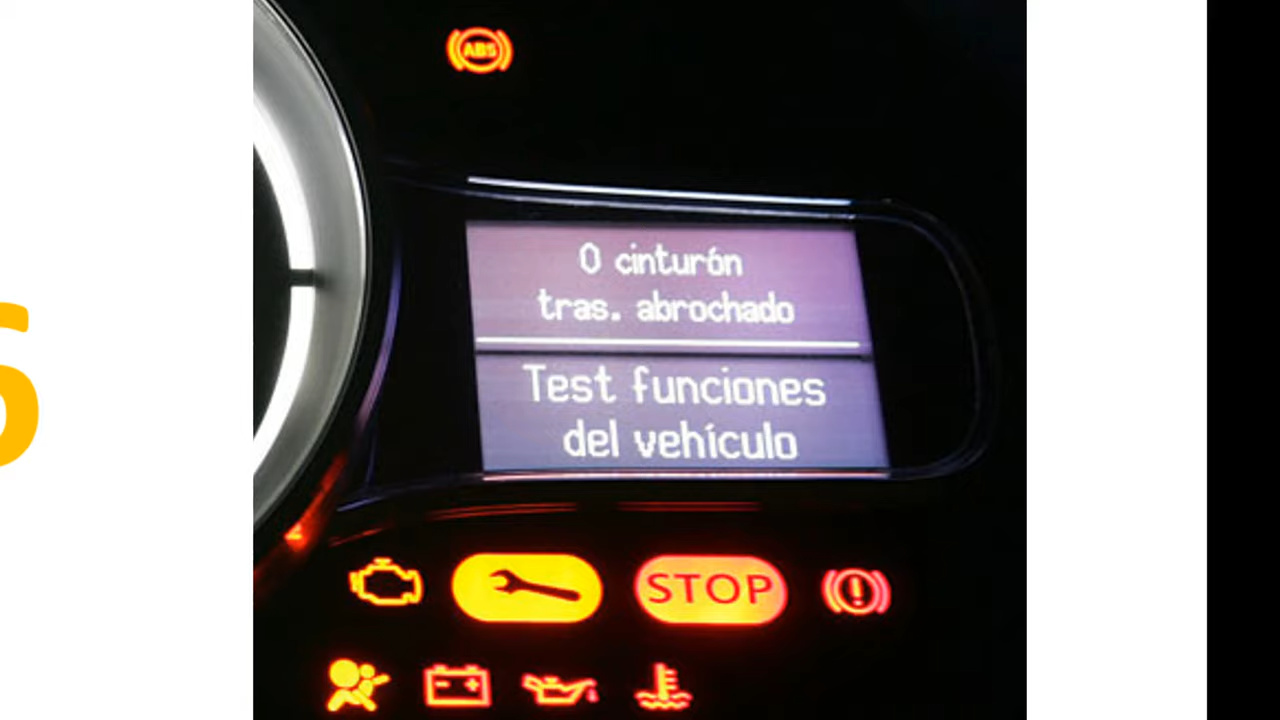 ABS
0 cinturón
tras. abrochado
Test funciones
del vehículo
STOP